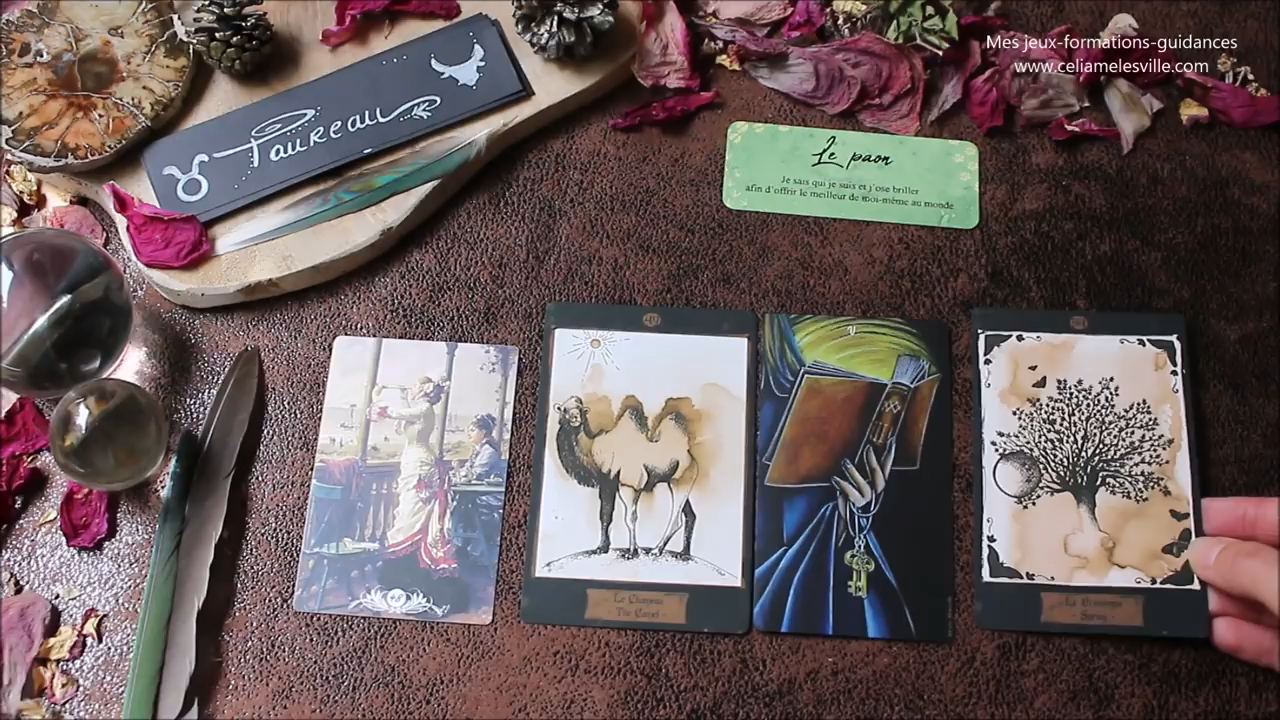 Mes jeux-formations-guidances
www.celiamelesville.com
Taureau
Le paon
Je sais qui je suis et j'ose briller
afin d'offrir le meilleur de moi-même au monde
49
V
Le Chameau
- The Camel -